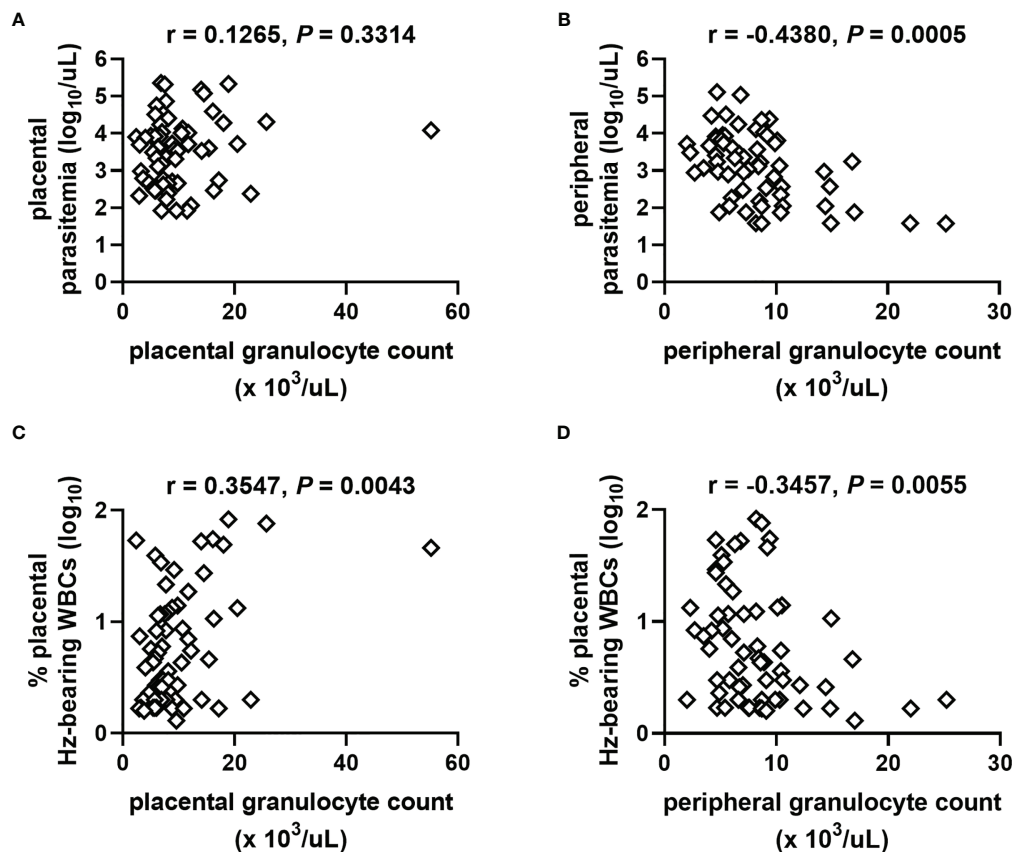 A
r = 0.1265, P = 0.3314
placental
parasitemia (log10/uL)
6
5
4
3
2
1
0
0 20 40 60
placental granulocyte count
(x 10³/uL)
B
r = -0.4380, P = 0.0005
peripheral
parasitemia (log10/uL)
6
5
4
3
2
1
0
0 10 20 30
peripheral granulocyte count
(x 10³/uL)
C
r = 0.3547, P = 0.0043
% placental
Hz-bearing WBCs (log10)
2
1
0
0 20 40 60
placental granulocyte count
(x 10³/uL)
D
r = -0.3457, P = 0.0055
% placental
Hz-bearing WBCs (log10)
2
1
0
0 10 20 30
peripheral granulocyte count
(x 10³/uL)